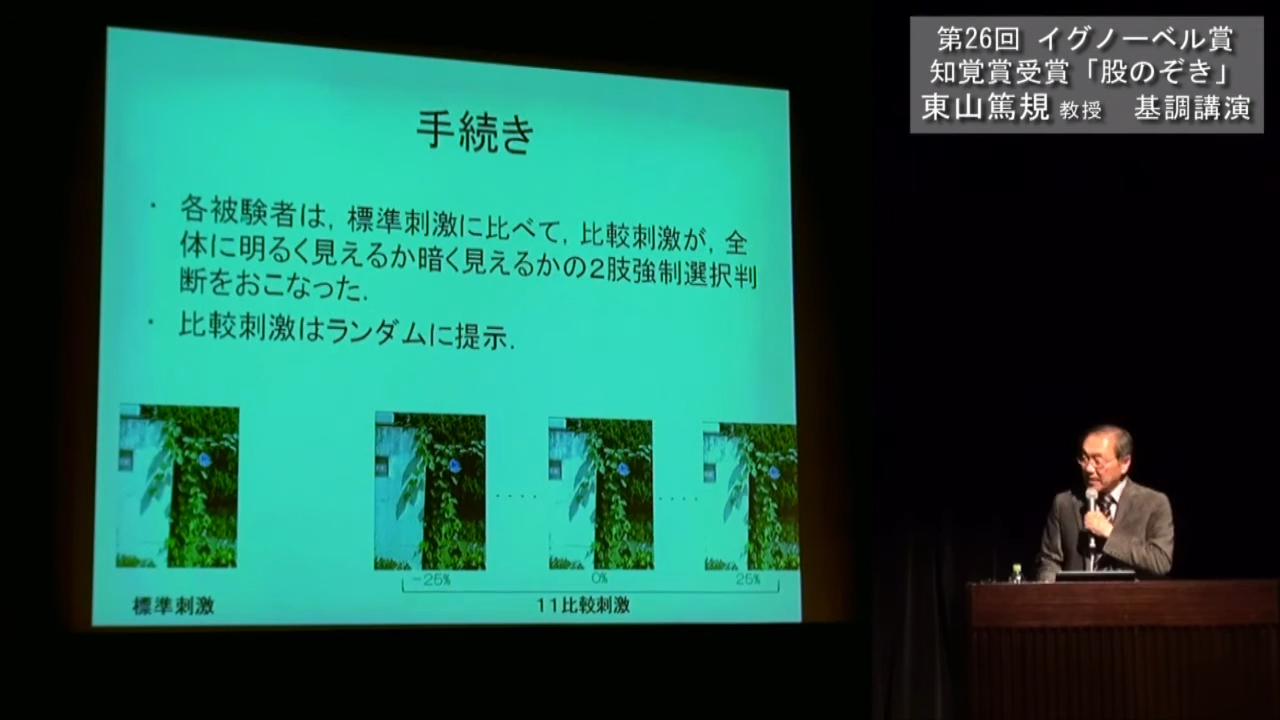 第26回 イグノーベル賞
知覚賞受賞「股のぞき」
東山篤規 教授 基調講演
手続き
・ 各被験者は，標準刺激に比べて，比較刺激が，全
体に明るく見えるか暗く見えるかの２肢強制選択判
断をおこなった．
・ 比較刺激はランダムに提示．
-25% 0% 25%
標準刺激 11比較刺激